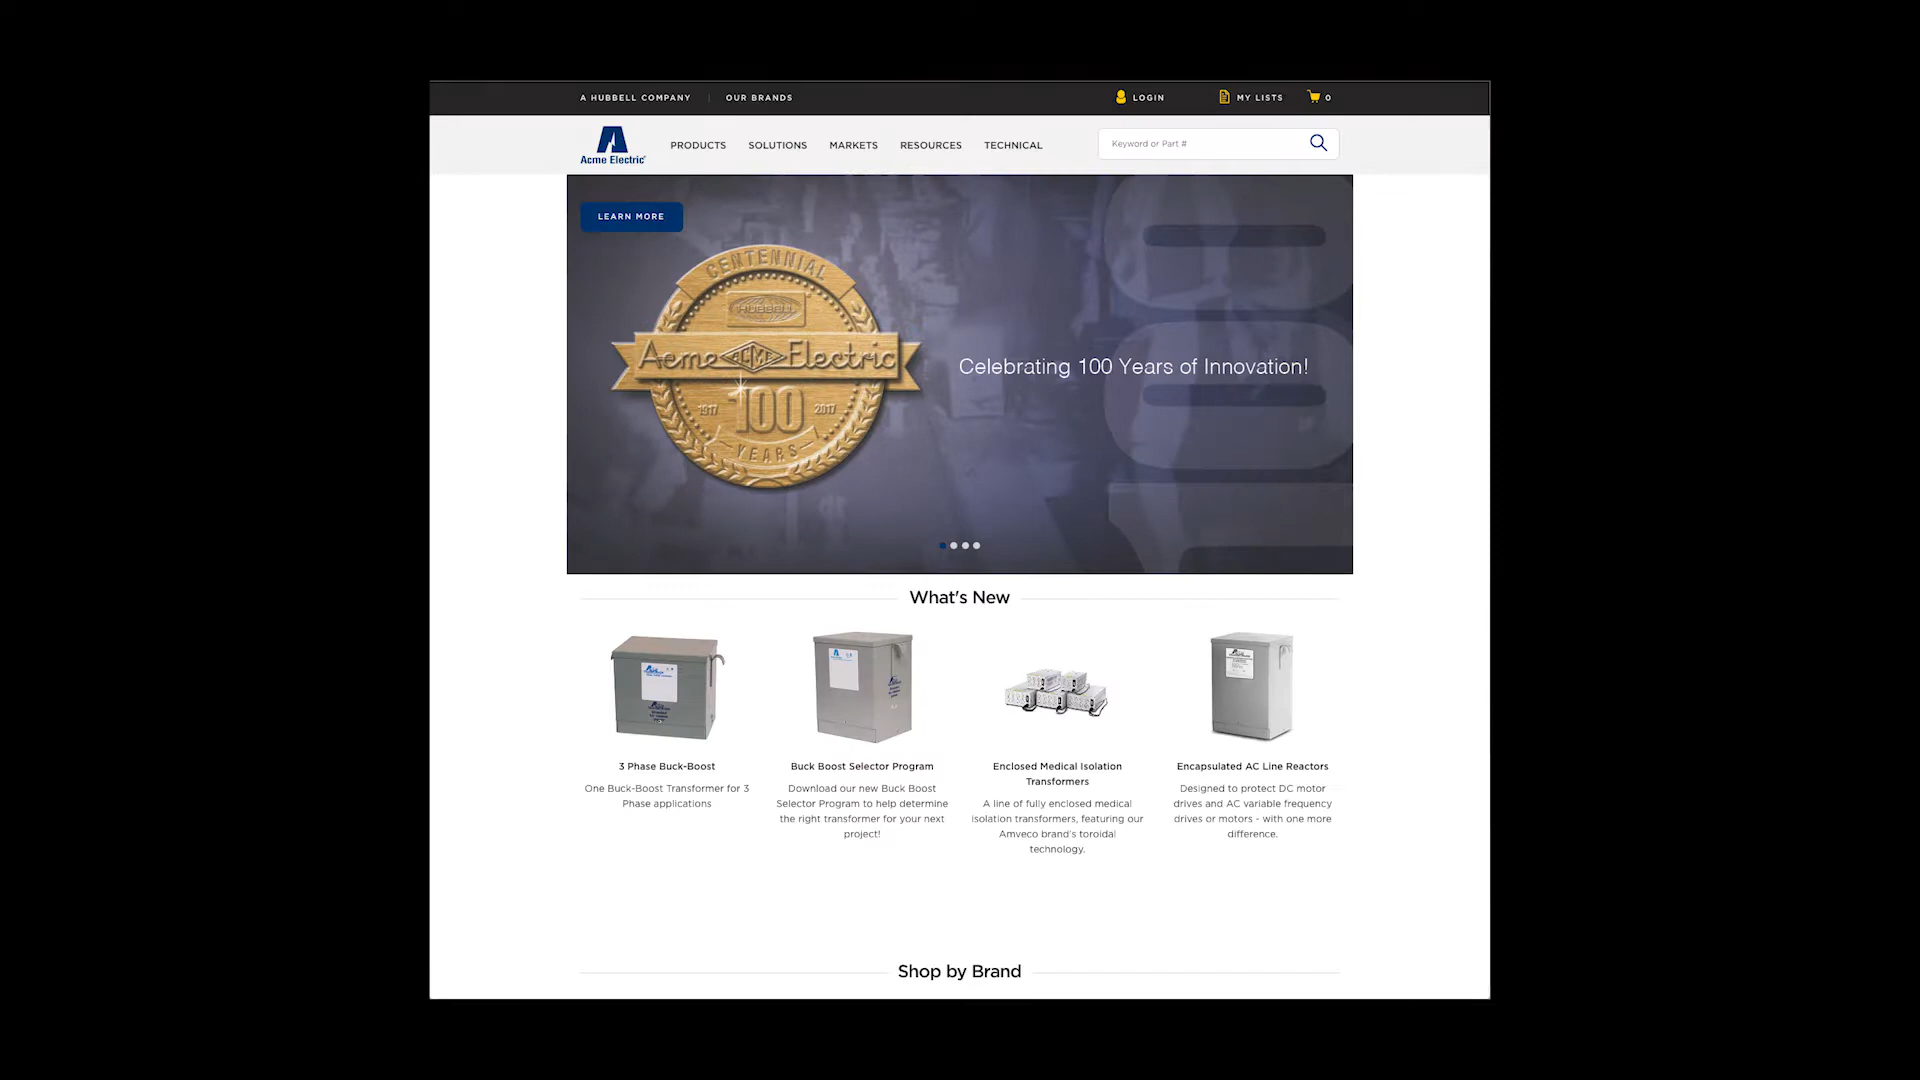 A HUBBELL COMPANY | OUR BRANDS
LOGIN
MY LISTS
0
Acme Electric
PRODUCTS
SOLUTIONS
MARKETS
RESOURCES
TECHNICAL
Keyword or Part #
LEARN MORE
CENTENNIAL
HUBBELL
Acme ACME Electric
1917 100 2017
YEARS
Celebrating 100 Years of Innovation!
What's New
3 Phase Buck-Boost
One Buck-Boost Transformer for 3
Phase applications
Buck Boost Selector Program
Download our new Buck Boost
Selector Program to help determine
the right transformer for your next
project!
Enclosed Medical Isolation
Transformers
A line of fully enclosed medical
isolation transformers, featuring our
Amveco brand's toroidal
technology.
Encapsulated AC Line Reactors
Designed to protect DC motor
drives and AC variable frequency
drives or motors - with one more
difference.
Shop by Brand